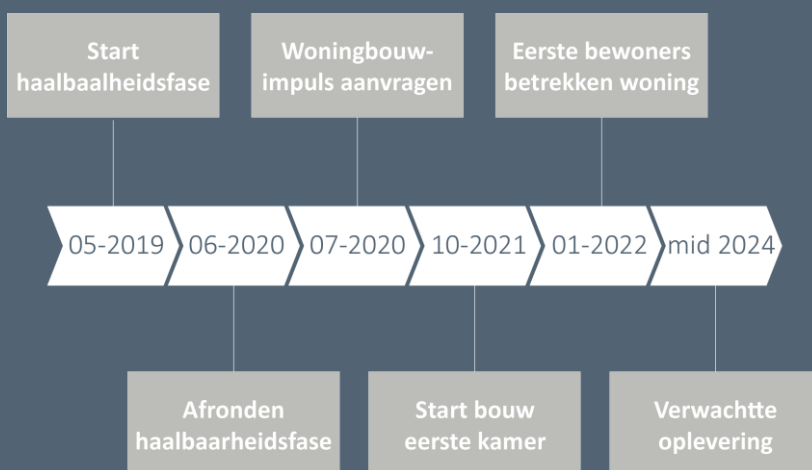 Start
haalbaalheidsfase
Woningbouw-
impuls aanvragen
Eerste bewoners
betrekken woning
05-2019
06-2020
07-2020
10-2021
01-2022
mid 2024
Afronden
haalbaarheidsfase
Start bouw
eerste kamer
Verwachtte
oplevering